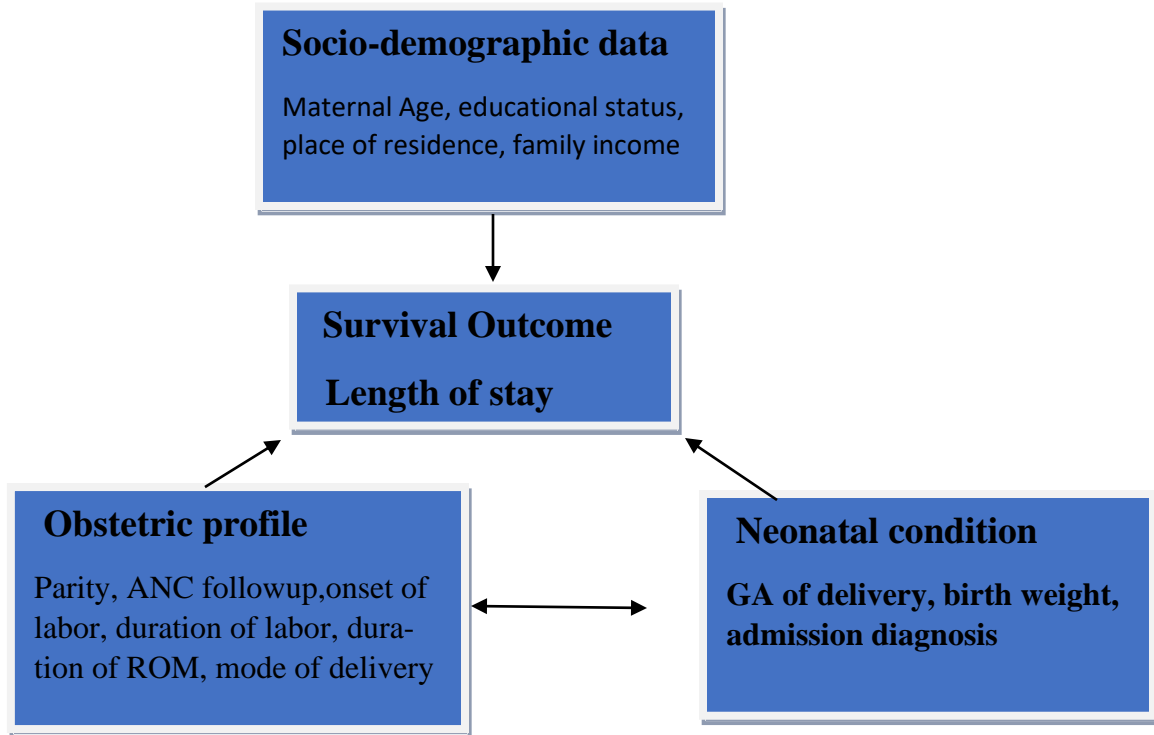 Socio-demographic data
Maternal Age, educational status,
place of residence, family income
Survival Outcome
Length of stay
Obstetric profile
Parity, ANC followup,onset of
labor, duration of labor, dura-
tion of ROM, mode of delivery
Neonatal condition
GA of delivery, birth weight,
admission diagnosis